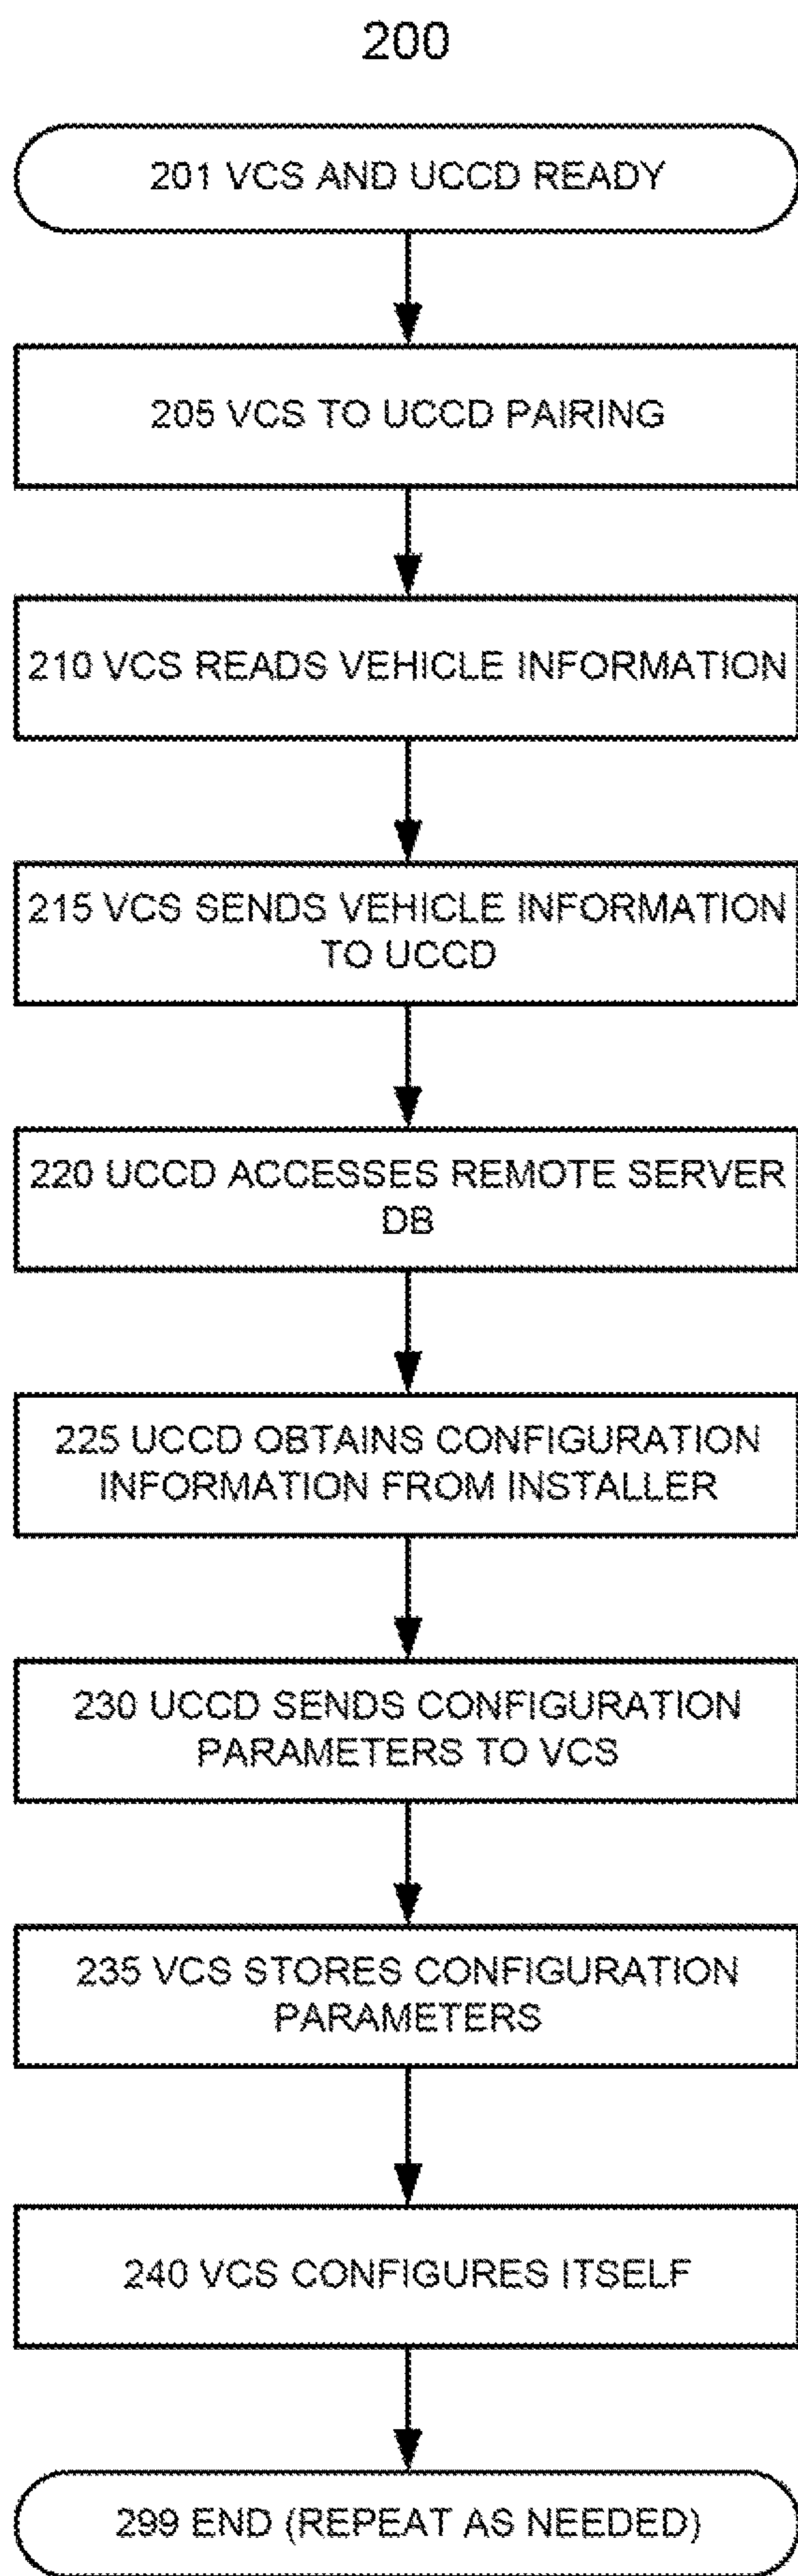 200
201 VCS AND UCCD READY
205 VCS TO UCCD PAIRING
210 VCS READS VEHICLE INFORMATION
215 VCS SENDS VEHICLE INFORMATION
TO UCCD
220 UCCD ACCESSES REMOTE SERVER
DB
225 UCCD OBTAINS CONFIGURATION
INFORMATION FROM INSTALLER
230 UCCD SENDS CONFIGURATION
PARAMETERS TO VCS
235 VCS STORES CONFIGURATION
PARAMETERS
240 VCS CONFIGURES ITSELF
299 END (REPEAT AS NEEDED)